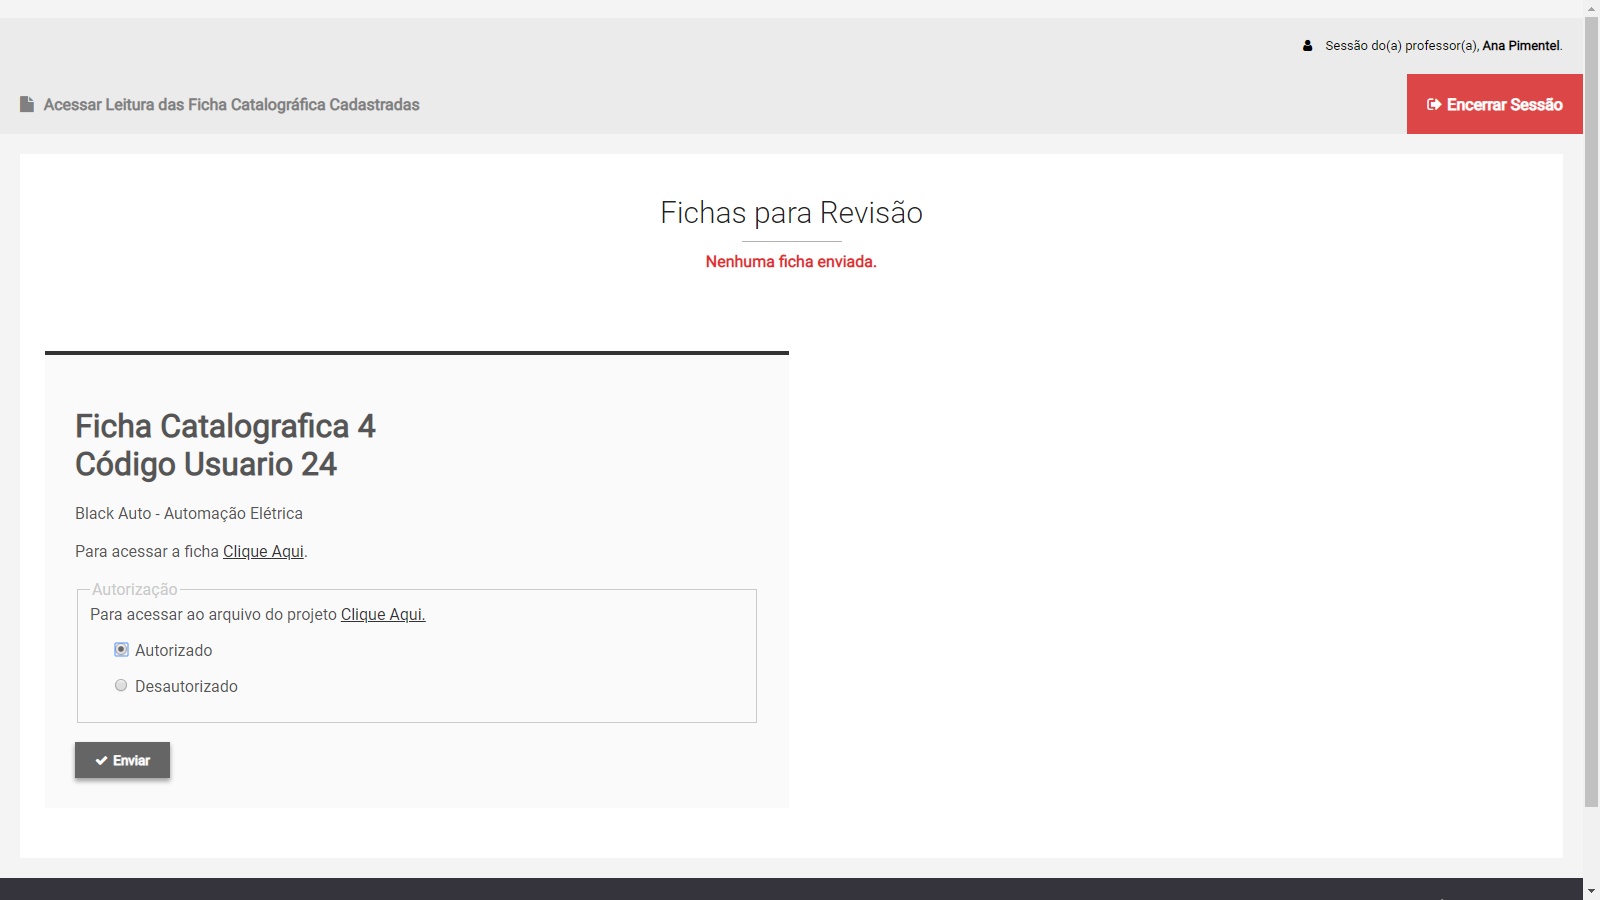 Sessão do(a) professor(a), Ana Pimentel.
Acessar Leitura das Ficha Catalográfica Cadastradas
Encerrar Sessão
Fichas para Revisão
Nenhuma ficha enviada.
Ficha Catalografica 4
Código Usuario 24
Black Auto - Automação Elétrica
Para acessar a ficha Clique Aqui.
Autorização
Para acessar ao arquivo do projeto Clique Aqui.
Autorizado
Desautorizado
Enviar